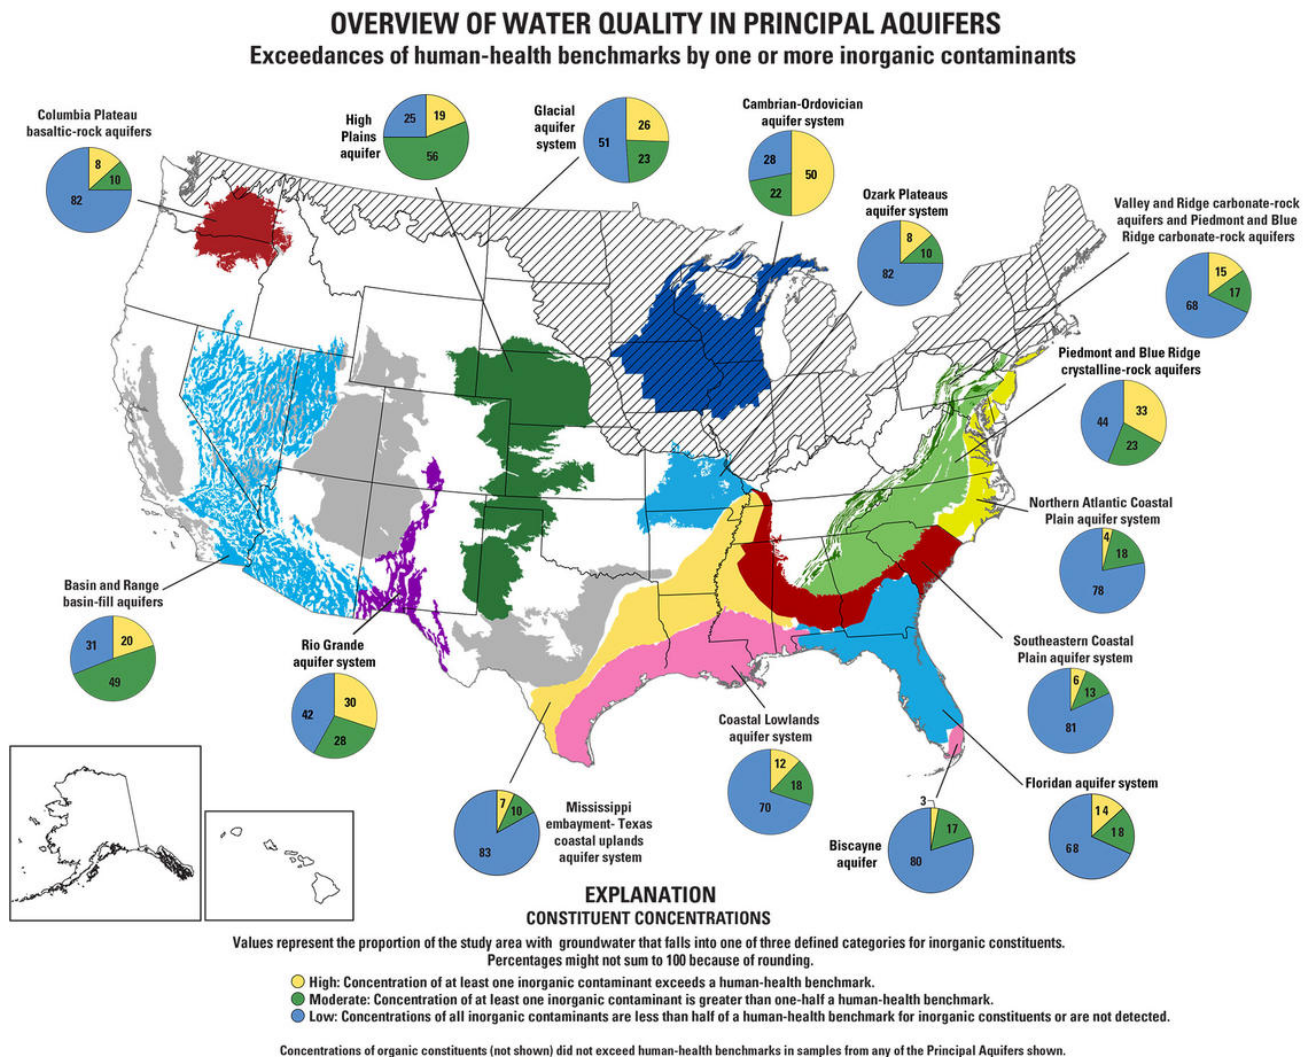 OVERVIEW OF WATER QUALITY IN PRINCIPAL AQUIFERS
Exceedances of human-health benchmarks by one or more inorganic contaminants
Columbia Plateau
basaltic-rock aquifers
8
10
82
High
Plains
aquifer
25
19
56
Glacial
aquifer
system
51
26
23
Cambrian-Ordovician
aquifer system
28
50
22
Ozark Plateaus
aquifer system
8
10
82
Valley and Ridge carbonate-rock
aquifers and Piedmont and Blue
Ridge carbonate-rock aquifers
15
17
68
Piedmont and Blue Ridge
crystalline-rock aquifers
33
44
23
Northern Atlantic Coastal
Plain aquifer system
4
18
78
Southeastern Coastal
Plain aquifer system
6
13
81
Floridan aquifer system
14
18
68
Biscayne
aquifer
3
17
80
Coastal Lowlands
aquifer system
12
18
70
Mississippi
embayment- Texas
coastal uplands
aquifer system
7
10
83
Rio Grande
aquifer system
42
30
28
Basin and Range
basin-fill aquifers
31
20
49
EXPLANATION
CONSTITUENT CONCENTRATIONS
Values represent the proportion of the study area with groundwater that falls into one of three defined categories for inorganic constituents.
Percentages might not sum to 100 because of rounding.
High: Concentration of at least one inorganic contaminant exceeds a human-health benchmark.
Moderate: Concentration of at least one inorganic contaminant is greater than one-half a human-health benchmark.
Low: Concentrations of all inorganic contaminants are less than half of a human-health benchmark for inorganic constituents or are not detected.
Concentrations of organic constituents (not shown) did not exceed human-health benchmarks in samples from any of the Principal Aquifers shown.